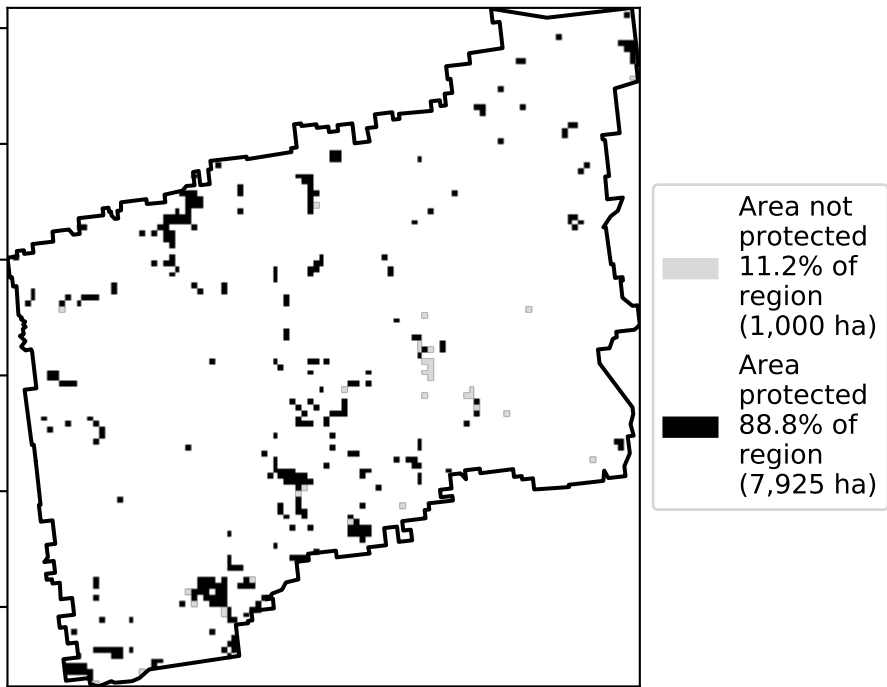 Area not
protected
11.2% of
region
(1,000 ha)
Area
protected
88.8% of
region
(7,925 ha)